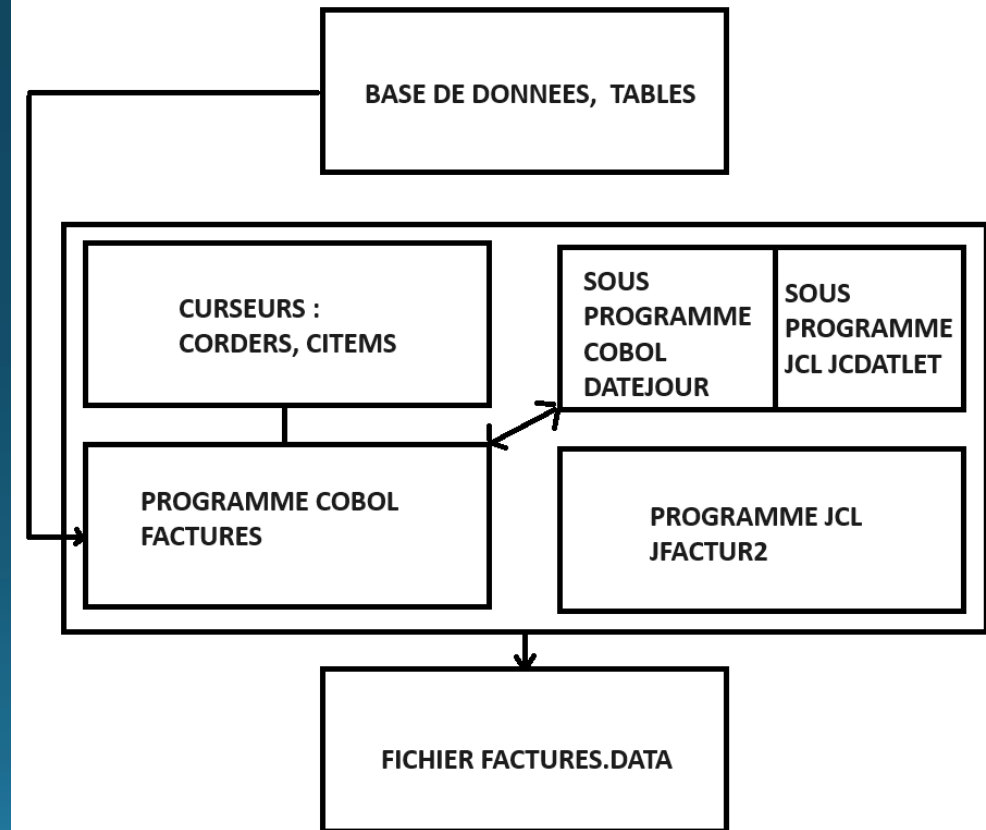 BASE DE DONNEES, TABLES
CURSEURS :
CORDERS, CITEMS
SOUS
PROGRAMME
COBOL
DATEJOUR
SOUS
PROGRAMME
JCL JCDATLET
PROGRAMME COBOL
FACTURES
PROGRAMME JCL
JFACTUR2
FICHIER FACTURES.DATA